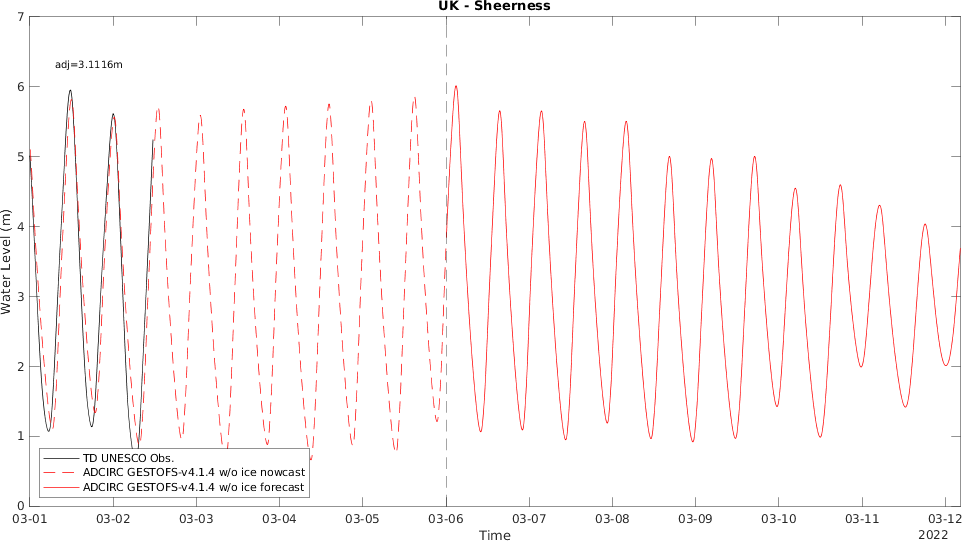 UK - Sheerness
7
adj=3.1116m
6
5
4
Water Level (m)
3
2
1
TD UNESCO Obs.
ADCIRC GESTOFS-v4.1.4 w/o ice nowcast
ADCIRC GESTOFS-v4.1.4 w/o ice forecast
0
03-01 03-02 03-03 03-04 03-05 03-06 03-07 03-08 03-09 03-10 03-11 03-12
Time
2022